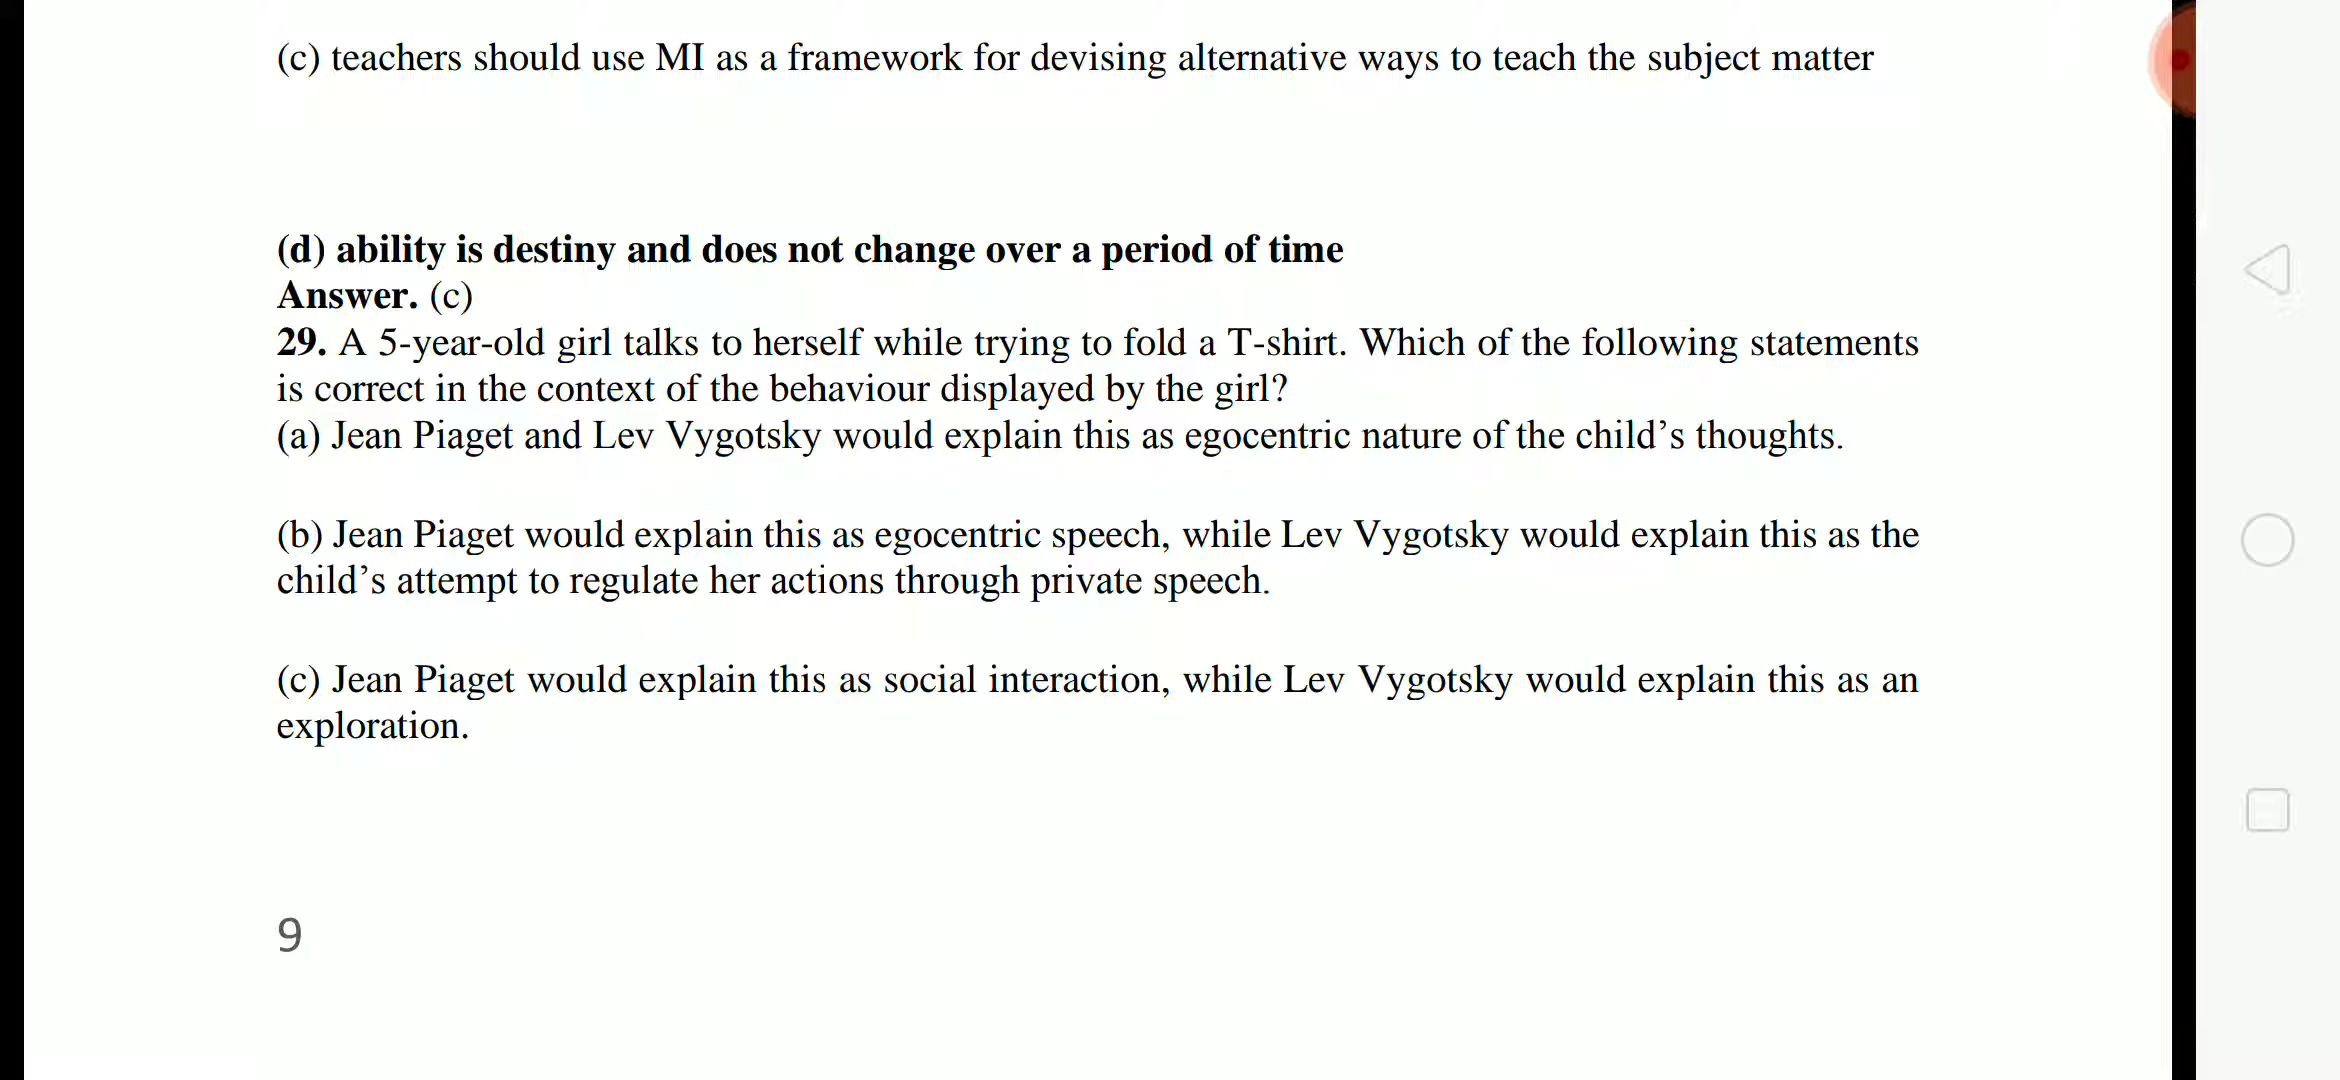 (c) teachers should use MI as a framework for devising alternative ways to teach the subject matter
(d) ability is destiny and does not change over a period of time
Answer. (c)
29. A 5-year-old girl talks to herself while trying to fold a T-shirt. Which of the following statements
is correct in the context of the behaviour displayed by the girl?
(a) Jean Piaget and Lev Vygotsky would explain this as egocentric nature of the child’s thoughts.
(b) Jean Piaget would explain this as egocentric speech, while Lev Vygotsky would explain this as the
child’s attempt to regulate her actions through private speech.
(c) Jean Piaget would explain this as social interaction, while Lev Vygotsky would explain this as an
exploration.
9